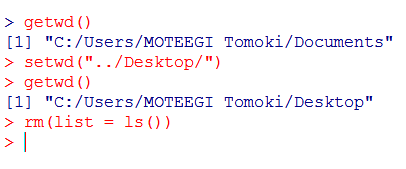 > getwd()
[1] "C:/Users/MOTEEGI Tomoki/Documents"
> setwd("../Desktop/")
> getwd()
[1] "C:/Users/MOTEEGI Tomoki/Desktop"
> rm(list = ls())
>